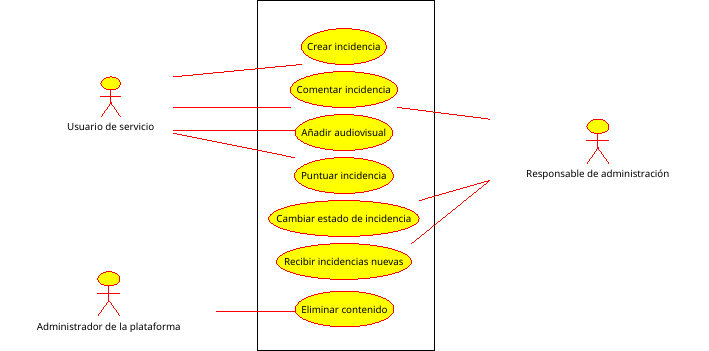 Crear incidencia
Comentar incidencia
Usuario de servicio
Añadir audiovisual
Puntuar incidencia
Responsable de administración
Cambiar estado de incidencia
Recibir incidencias nuevas
Eliminar contenido
Administrador de la plataforma